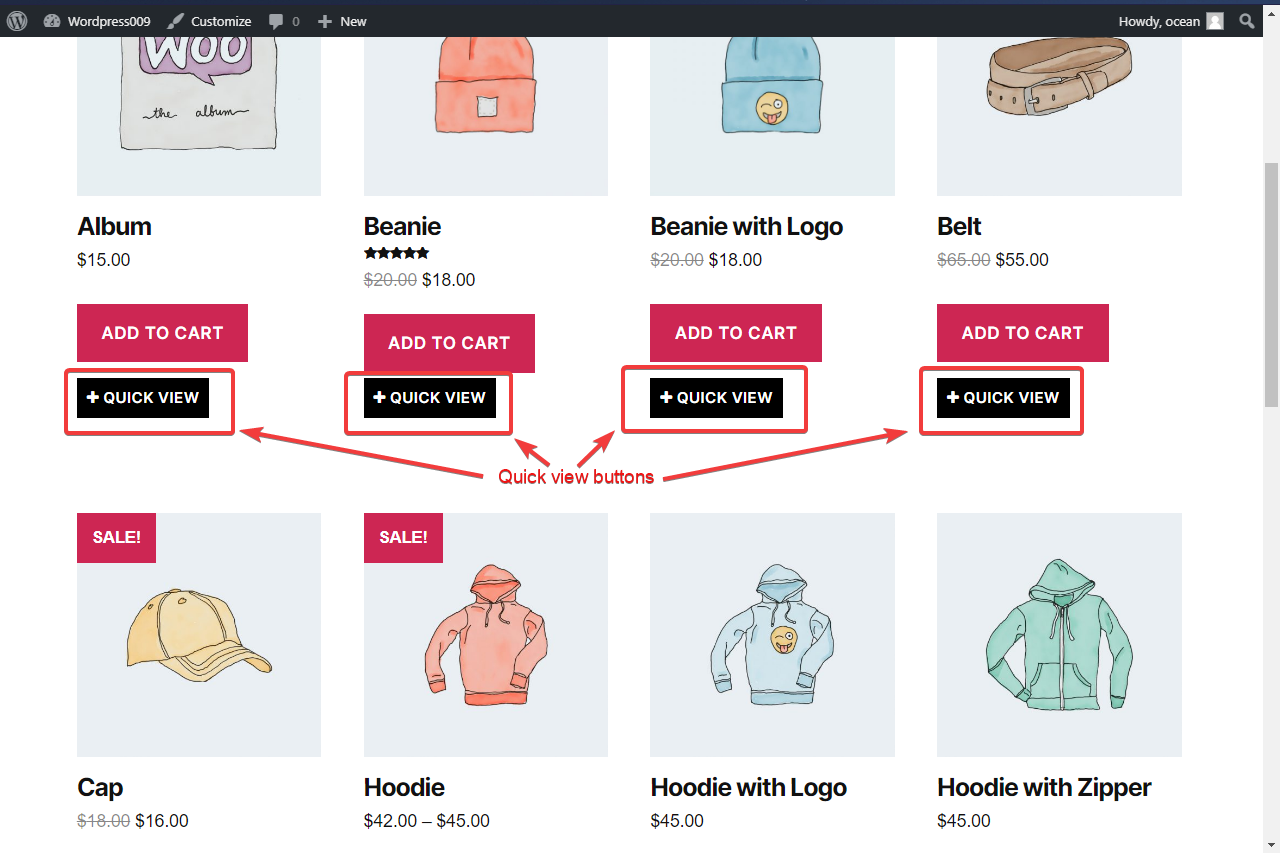 Wordpress009 Customize 0 New Howdy, ocean
WOO
the album
Album Beanie Beanie with Logo Belt
$15.00 $20.00 $18.00 $20.00 $18.00 $65.00 $55.00
ADD TO CART ADD TO CART ADD TO CART ADD TO CART
QUICK VIEW QUICK VIEW QUICK VIEW QUICK VIEW
Quick view buttons
SALE! SALE!
Cap Hoodie Hoodie with Logo Hoodie with Zipper
$18.00 $16.00 $42.00 – $45.00 $45.00 $45.00